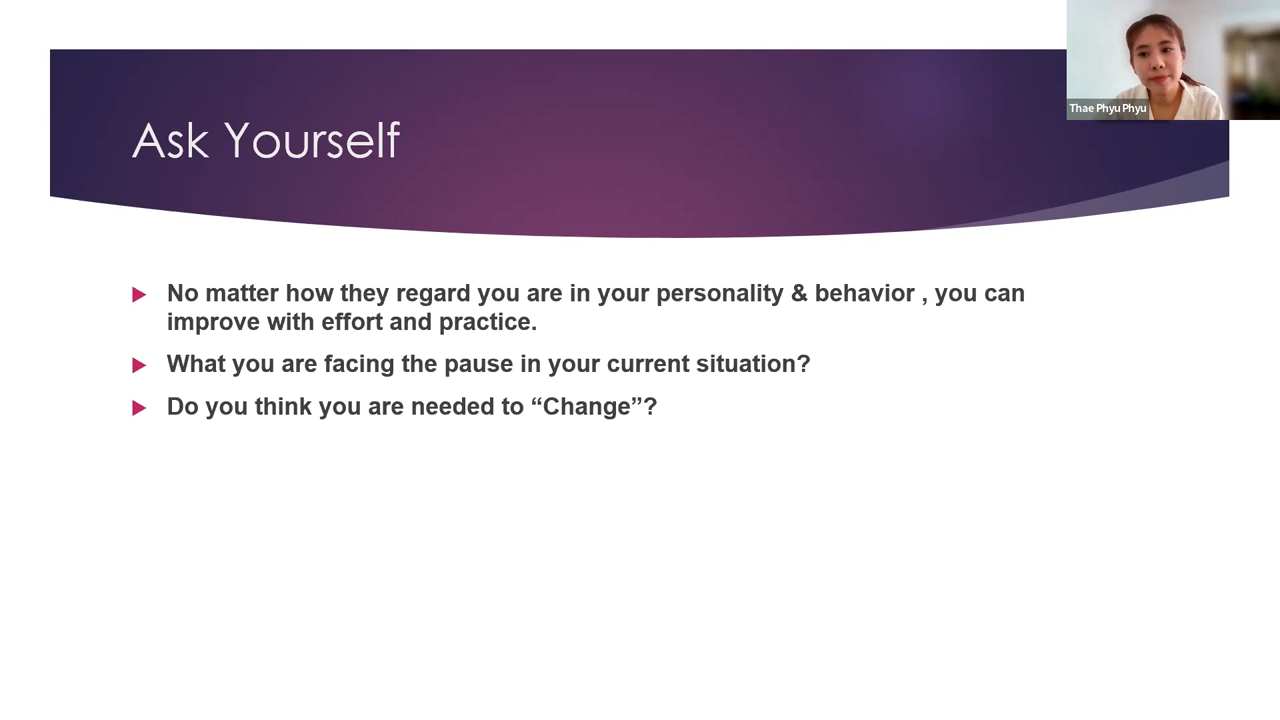 Ask Yourself
No matter how they regard you are in your personality & behavior , you can
improve with effort and practice.
What you are facing the pause in your current situation?
Do you think you are needed to “Change”?
Thae Phyu Phyu